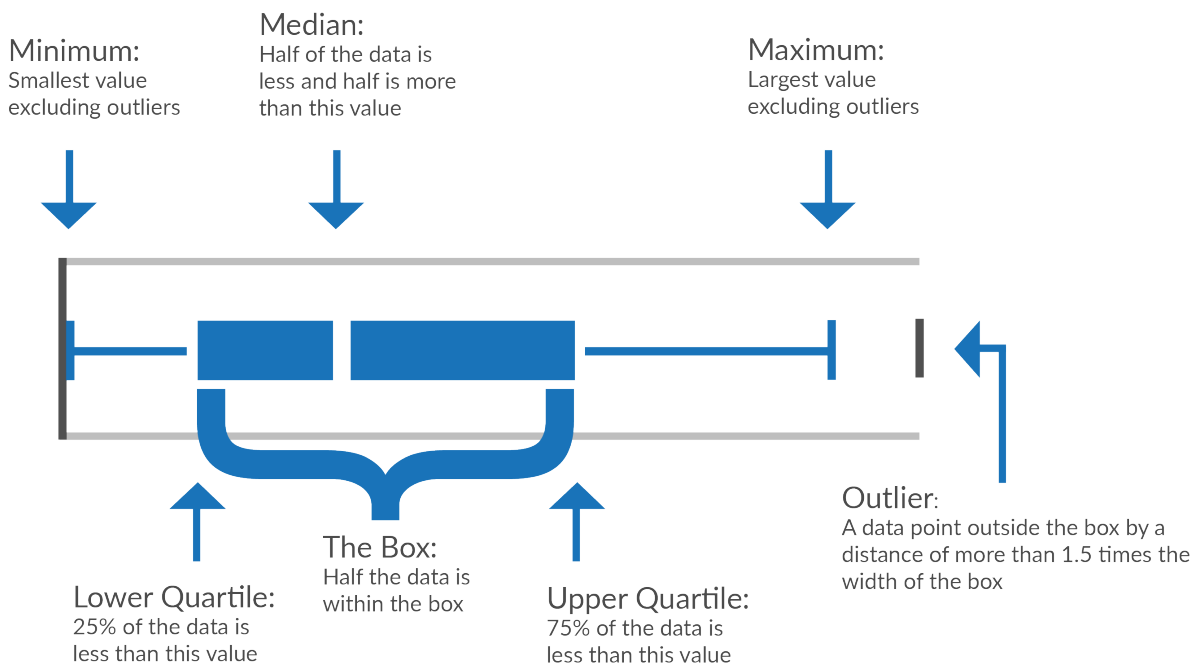 Minimum:
Smallest value
excluding outliers
Median:
Half of the data is
less and half is more
than this value
Maximum:
Largest value
excluding outliers
Lower Quartile:
25% of the data is
less than this value
The Box:
Half the data is
within the box
Upper Quartile:
75% of the data is
less than this value
Outlier:
A data point outside the box by a
distance of more than 1.5 times the
width of the box